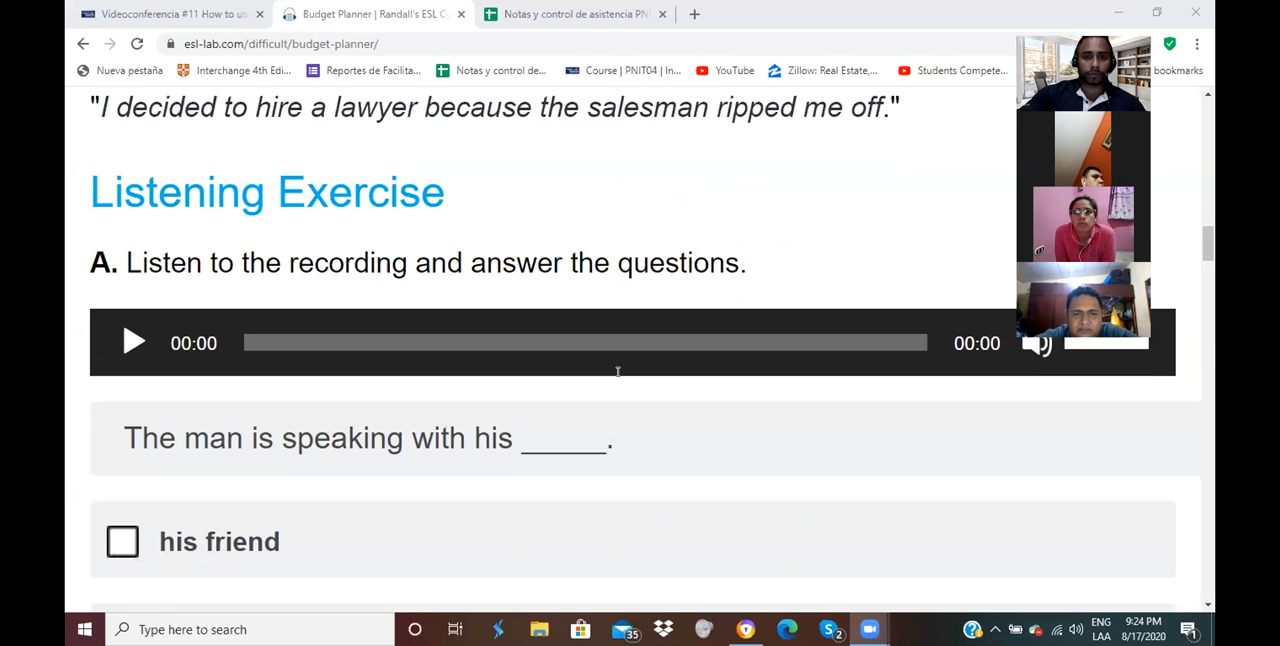 Videoconferencia #11 How to us
Budget Planner | Randall's ESL Cy
Notas y control de asistencia PNI
esl-lab.com/difficult/budget-planner/
Nueva pestaña
Interchange 4th Edi...
Reportes de Facilita...
Notas y control de...
Course | PNIT04 | In...
YouTube
Zillow: Real Estate,...
Students Compete...
bookmarks
"I decided to hire a lawyer because the salesman ripped me off."
Listening Exercise
A. Listen to the recording and answer the questions.
00:00
00:00
The man is speaking with his ______.
his friend
Type here to search
35
2
ENG
LAA
9:24 PM
8/17/2020
1